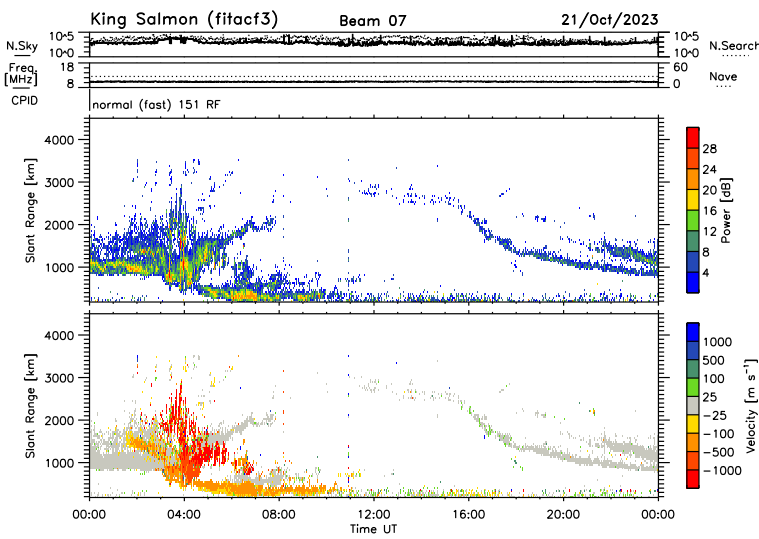 King Salmon (fitacf3) Beam 07 21/Oct/2023
N.Sky 10^5 10^0 10^5 10^0 N.Search
Freq [MHz] 18 8 60 0 Nave
CPID normal (fast) 151 RF
Slant Range [km] 4000 3000 2000 1000
Power [dB] 28 24 20 16 12 8 4
Slant Range [km] 4000 3000 2000 1000
Velocity [m s⁻¹] 1000 500 100 25 −25 −100 −500 −1000
00:00 04:00 08:00 12:00 16:00 20:00 00:00
Time UT